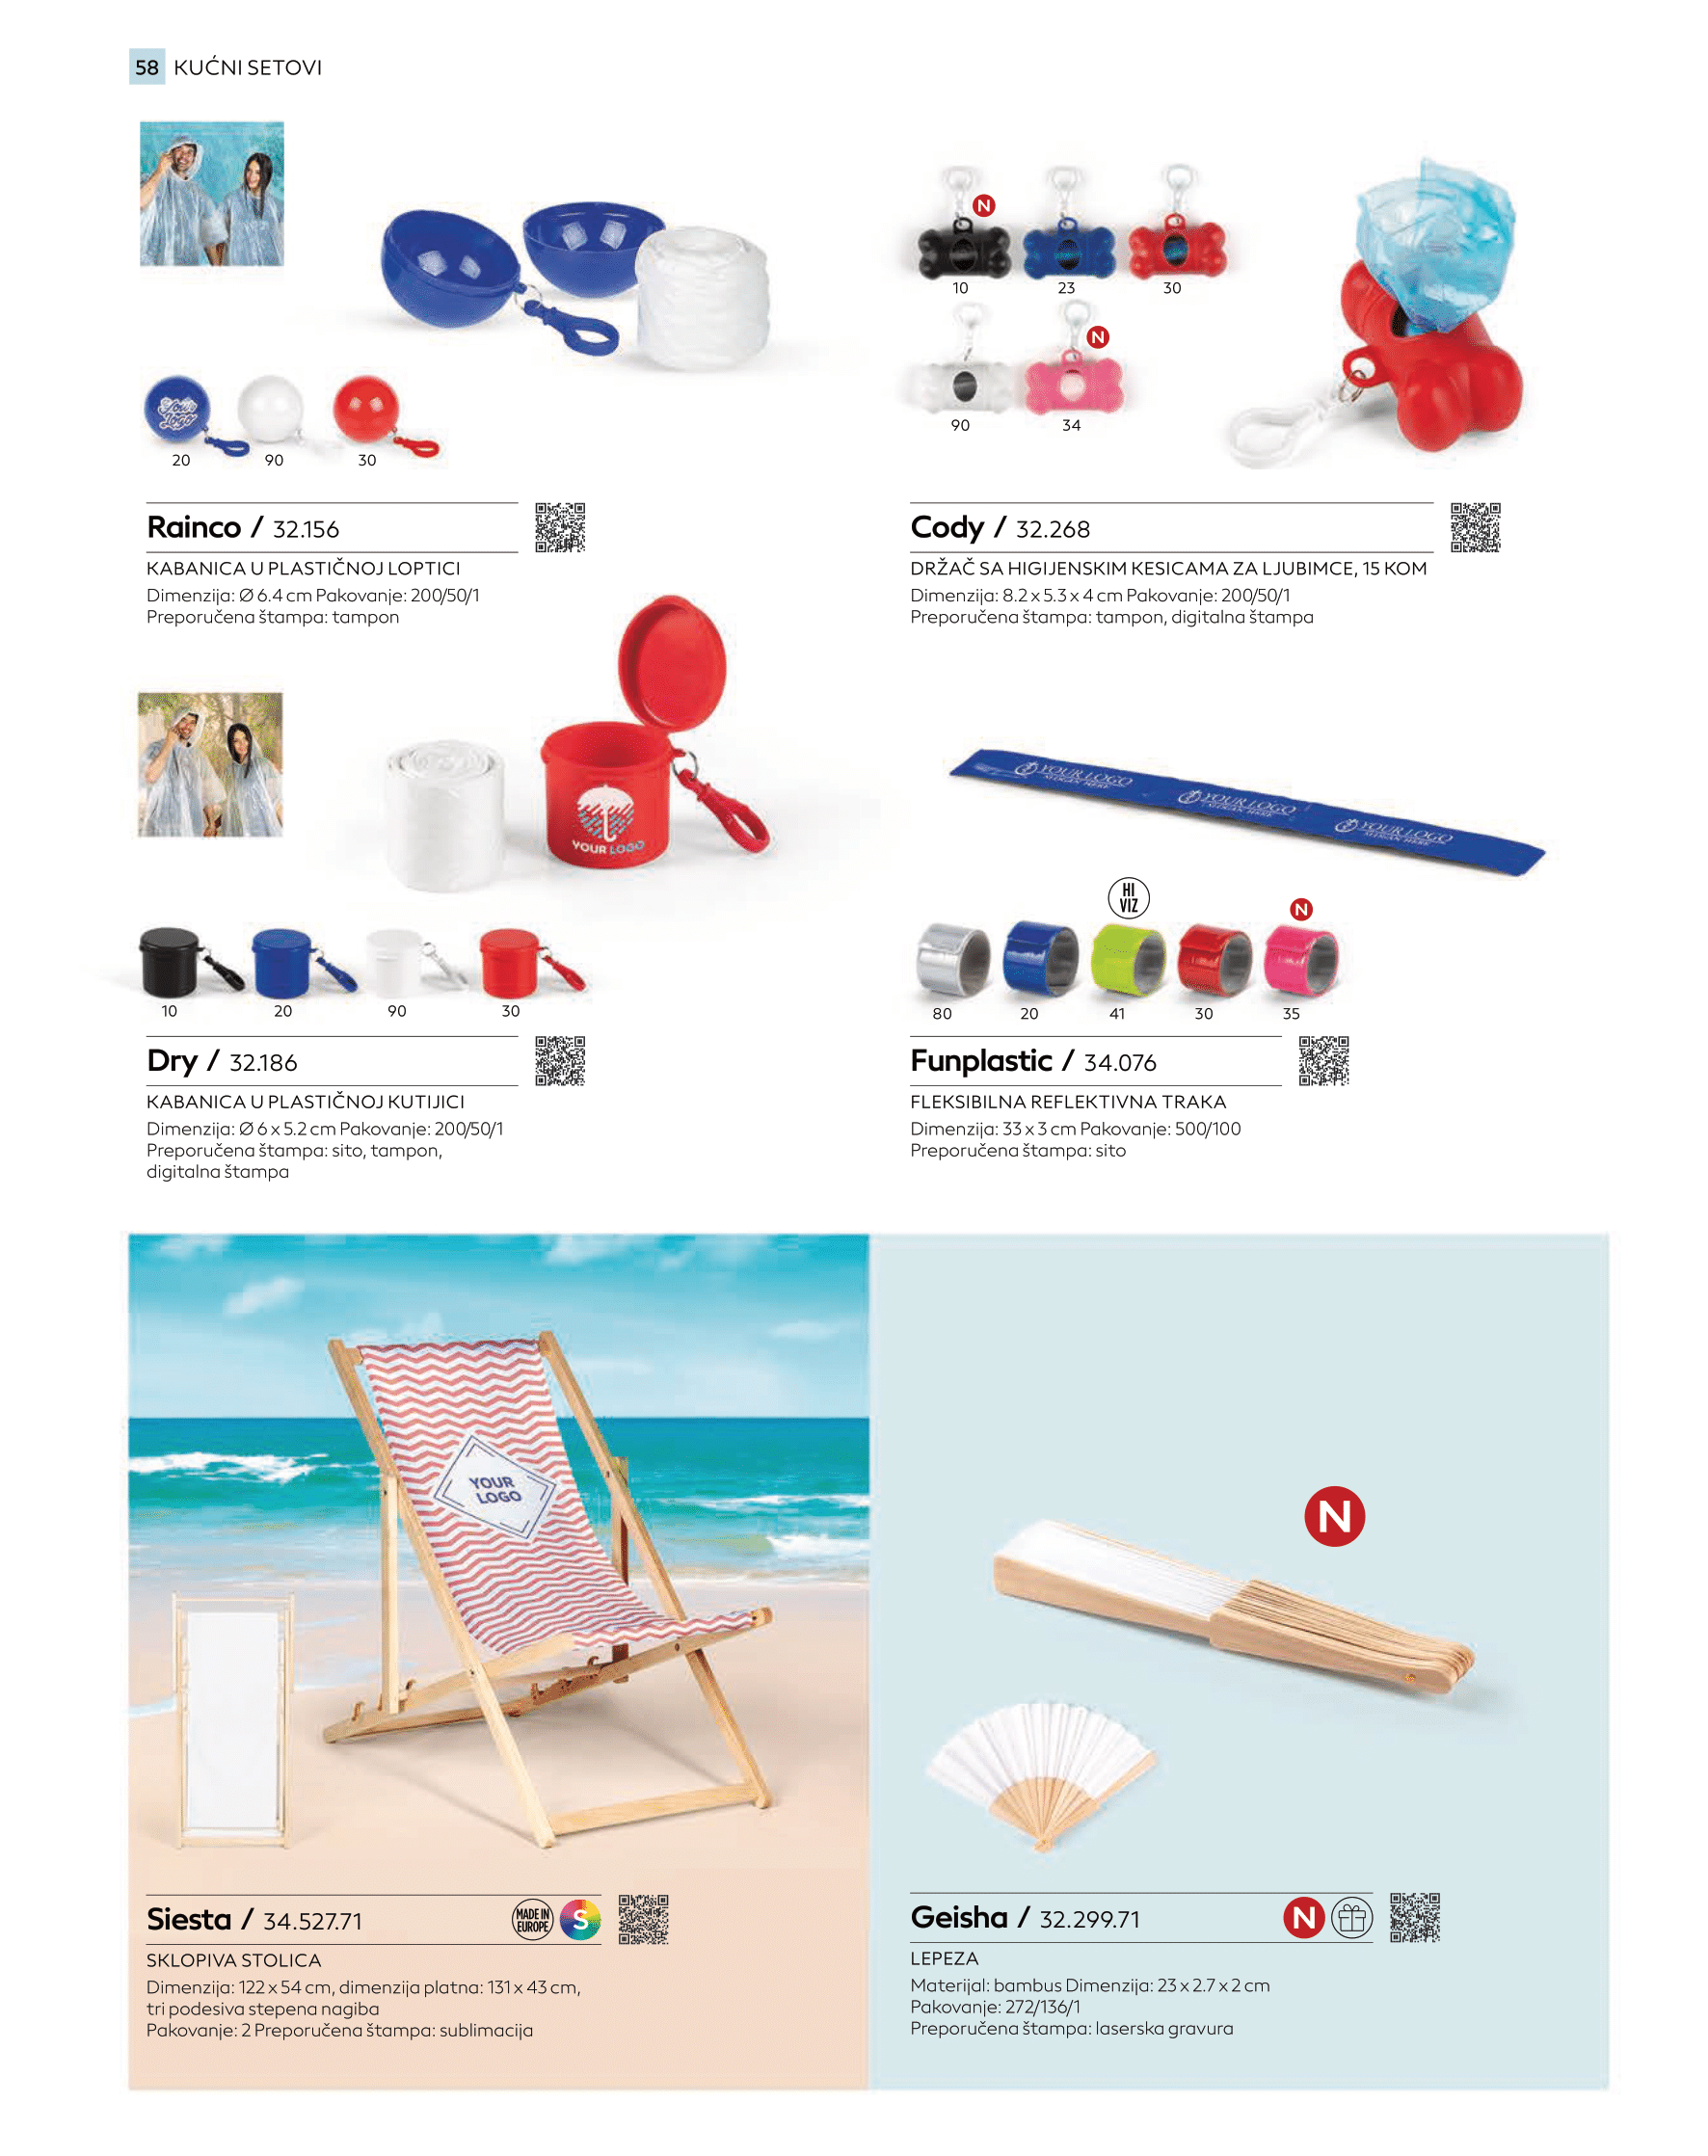 58 KUĆNI SETOVI
Your
Logo
20 90 30
Rainco / 32.156
KABANICA U PLASTIČNOJ LOPTICI
Dimenzija: Ø 6.4 cm Pakovanje: 200/50/1
Preporučena štampa: tampon
N
10 23 30
N
90 34
Cody / 32.268
DRŽAČ SA HIGIJENSKIM KESICAMA ZA LJUBIMCE, 15 KOM
Dimenzija: 8.2 x 5.3 x 4 cm Pakovanje: 200/50/1
Preporučena štampa: tampon, digitalna štampa
YOUR LOGO
10 20 90 30
Dry / 32.186
KABANICA U PLASTIČNOJ KUTIJICI
Dimenzija: Ø 6 x 5.2 cm Pakovanje: 200/50/1
Preporučena štampa: sito, tampon,
digitalna štampa
YOUR LOGO
SLOGAN HERE
YOUR LOGO
SLOGAN HERE
YOUR LOGO
SLOGAN HERE
HI
VIZ
N
80 20 41 30 35
Funplastic / 34.076
FLEKSIBILNA REFLEKTIVNA TRAKA
Dimenzija: 33 x 3 cm Pakovanje: 500/100
Preporučena štampa: sito
YOUR
LOGO
Siesta / 34.527.71
MADE IN
EUROPE
S
SKLOPIVA STOLICA
Dimenzija: 122 x 54 cm, dimenzija platna: 131 x 43 cm,
tri podesiva stepena nagiba
Pakovanje: 2 Preporučena štampa: sublimacija
N
Geisha / 32.299.71
N
LEPEZA
Materijal: bambus Dimenzija: 23 x 2.7 x 2 cm
Pakovanje: 272/136/1
Preporučena štampa: laserska gravura